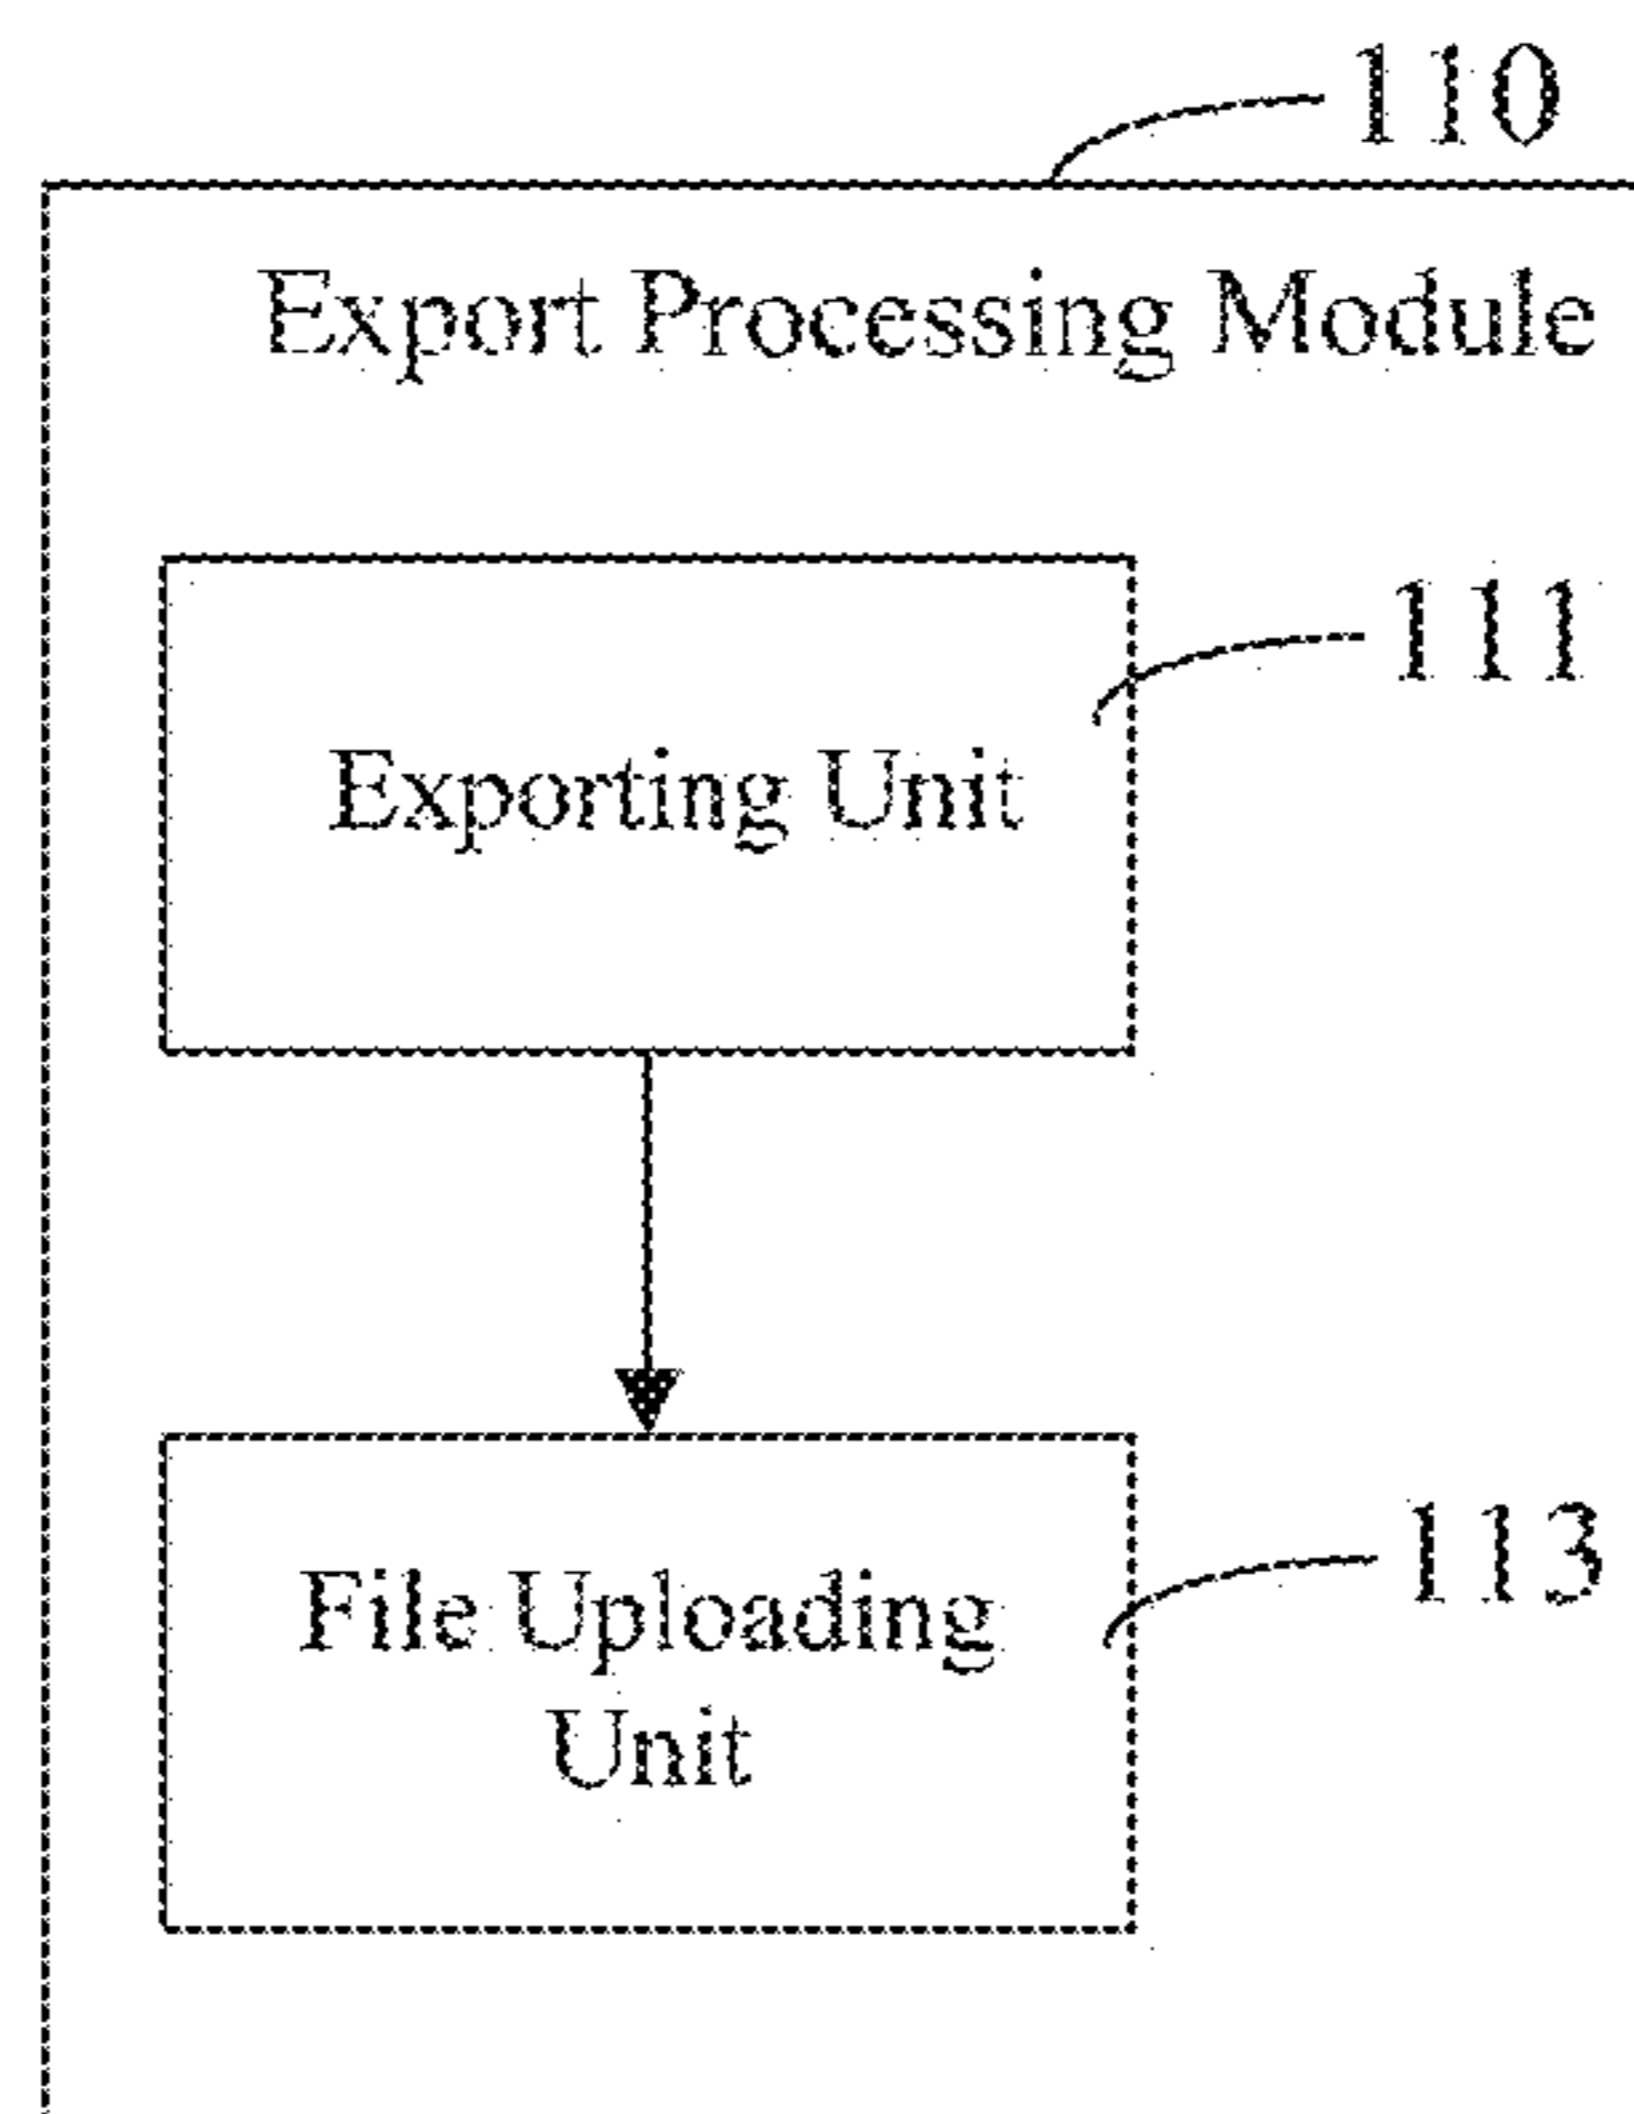 110
Export Processing Module
111
Exporting Unit
113
File Uploading
Unit